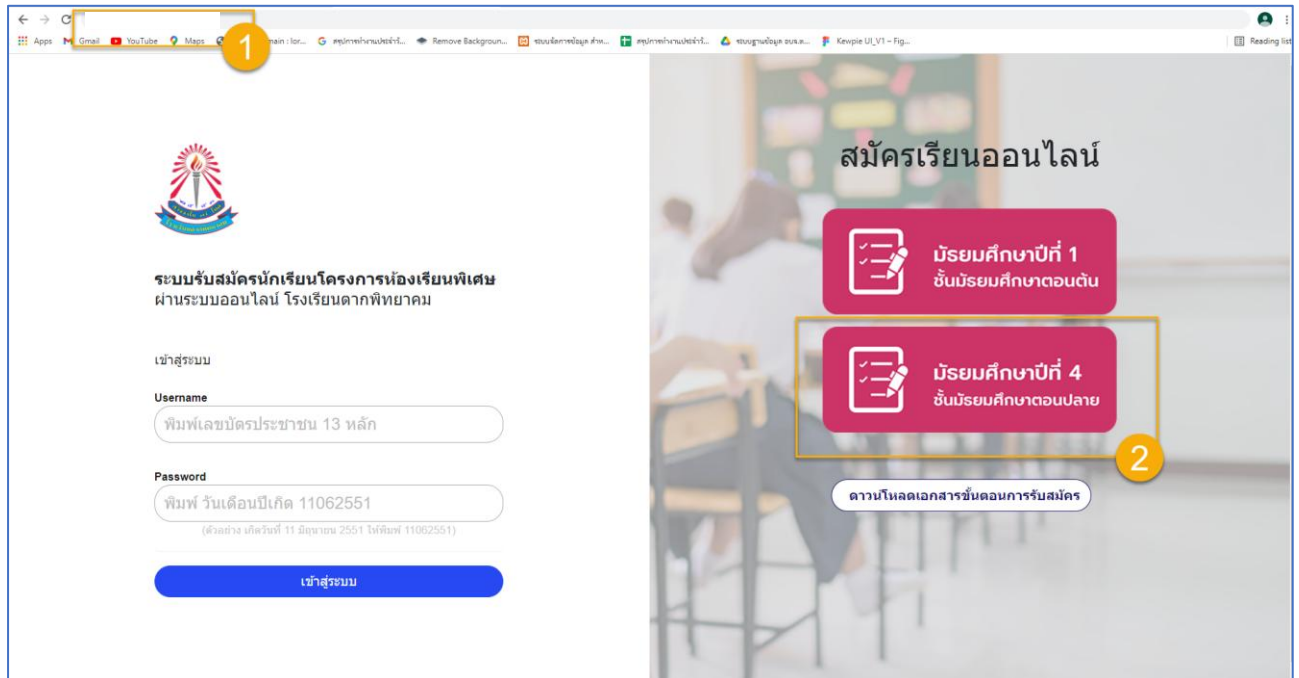 1
Apps
Gmail
YouTube
Maps
main : lor...
Remove Backgroun...
Kewpie UI_V1 – Fig...
Reading list
สมัครเรียนออนไลน์
มัธยมศึกษาปีที่ 1
ชั้นมัธยมศึกษาตอนต้น
มัธยมศึกษาปีที่ 4
ชั้นมัธยมศึกษาตอนปลาย
2
ดาวน์โหลดเอกสารขั้นตอนการรับสมัคร
ระบบรับสมัครนักเรียนโครงการห้องเรียนพิเศษ
ผ่านระบบออนไลน์ โรงเรียนตากพิทยาคม
เข้าสู่ระบบ
Username
พิมพ์เลขบัตรประชาชน 13 หลัก
Password
พิมพ์ วันเดือนปีเกิด 11062551
(ตัวอย่าง เกิดวันที่ 11 มิถุนายน 2551 ให้พิมพ์ 11062551)
เข้าสู่ระบบ